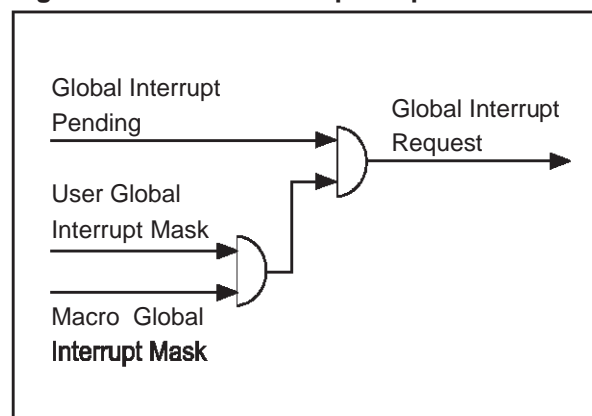 Global Interrupt
Pending
Global Interrupt
Request
User Global
Interrupt Mask
Macro Global
Interrupt Mask